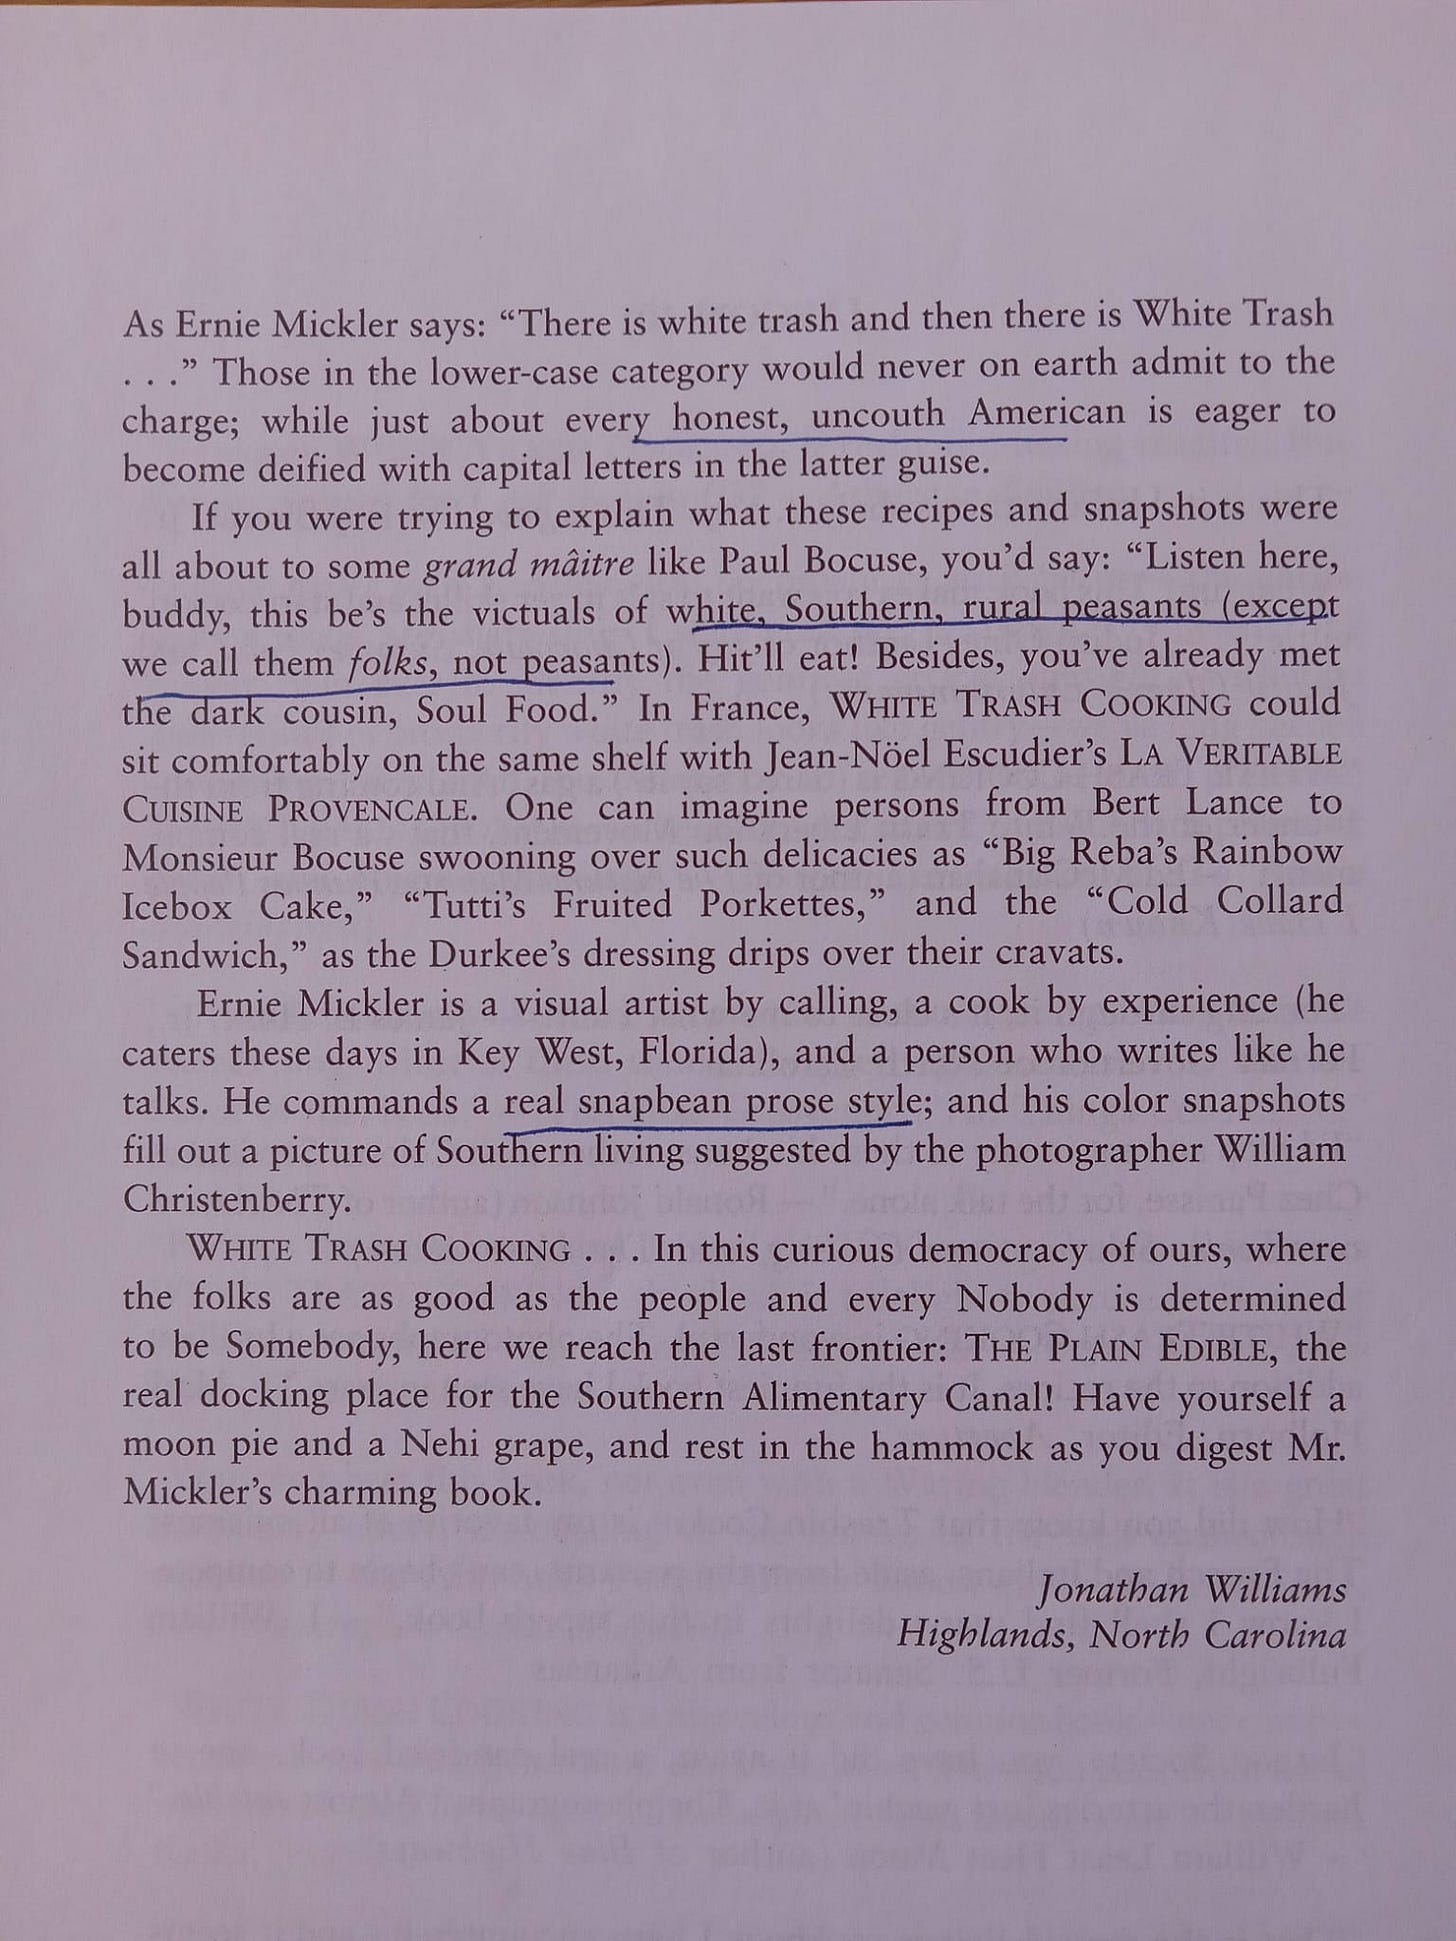 As Ernie Mickler says: “There is white trash and then there is White Trash
. . .” Those in the lower-case category would never on earth admit to the
charge; while just about every honest, uncouth American is eager to
become deified with capital letters in the latter guise.
If you were trying to explain what these recipes and snapshots were
all about to some grand mâitre like Paul Bocuse, you’d say: “Listen here,
buddy, this be’s the victuals of white, Southern, rural peasants (except
we call them folks, not peasants). Hit’ll eat! Besides, you’ve already met
the dark cousin, Soul Food.” In France, WHITE TRASH COOKING could
sit comfortably on the same shelf with Jean-Nöel Escudier’s LA VERITABLE
CUISINE PROVENCALE. One can imagine persons from Bert Lance to
Monsieur Bocuse swooning over such delicacies as “Big Reba’s Rainbow
Icebox Cake,” “Tutti’s Fruited Porkettes,” and the “Cold Collard
Sandwich,” as the Durkee’s dressing drips over their cravats.
Ernie Mickler is a visual artist by calling, a cook by experience (he
caters these days in Key West, Florida), and a person who writes like he
talks. He commands a real snapbean prose style; and his color snapshots
fill out a picture of Southern living suggested by the photographer William
Christenberry.
WHITE TRASH COOKING . . . In this curious democracy of ours, where
the folks are as good as the people and every Nobody is determined
to be Somebody, here we reach the last frontier: THE PLAIN EDIBLE, the
real docking place for the Southern Alimentary Canal! Have yourself a
moon pie and a Nehi grape, and rest in the hammock as you digest Mr.
Mickler’s charming book.
Jonathan Williams
Highlands, North Carolina